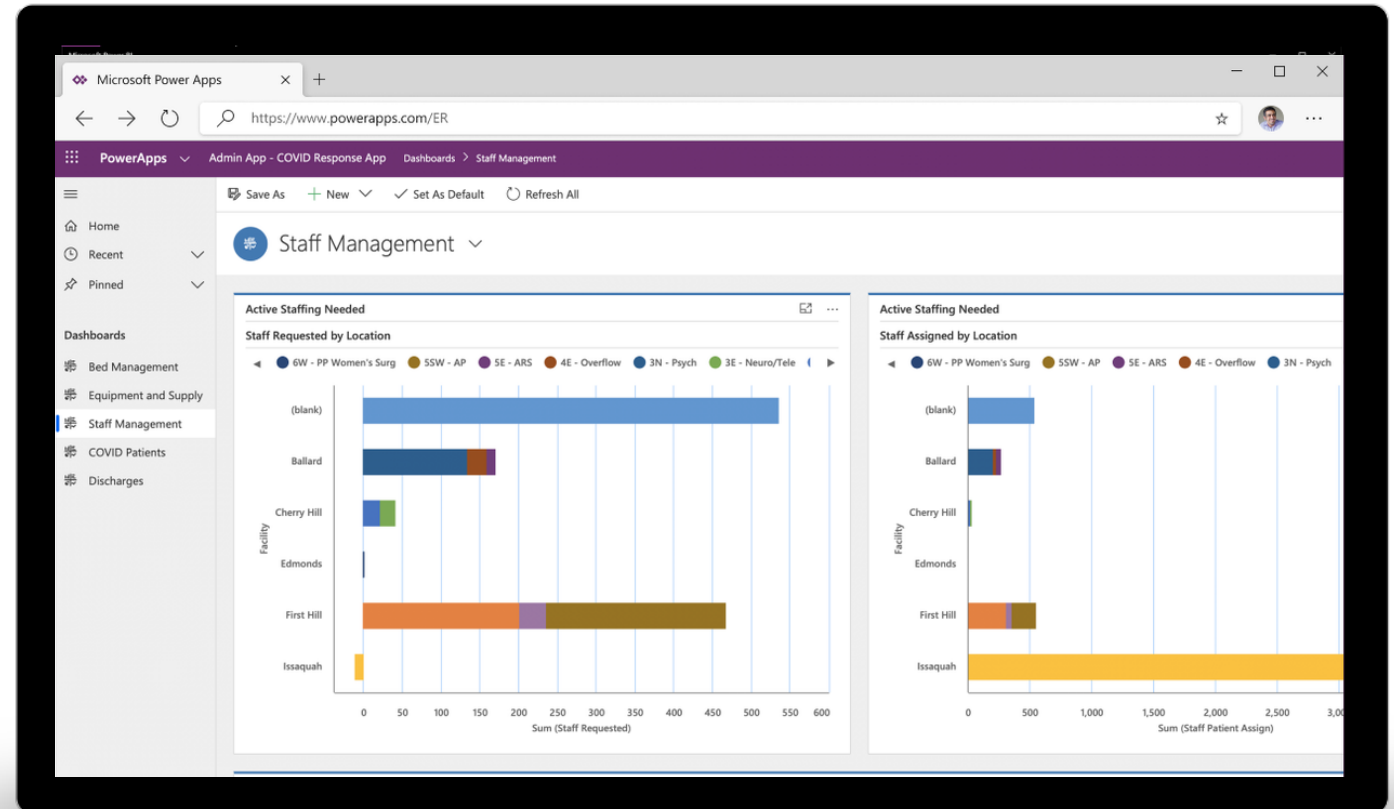 Microsoft Power Apps
https://www.powerapps.com/ER
PowerApps Admin App - COVID Response App Dashboards > Staff Management
Save As New Set As Default Refresh All
Home
Recent
Pinned
Dashboards
Bed Management
Equipment and Supply
Staff Management
COVID Patients
Discharges
Staff Management
Active Staffing Needed
Staff Requested by Location
6W - PP Women's Surg 5SW - AP 5E - ARS 4E - Overflow 3N - Psych 3E - Neuro/Tele
Facility
(blank)
Ballard
Cherry Hill
Edmonds
First Hill
Issaquah
0 50 100 150 200 250 300 350 400 450 500 550 600
Sum (Staff Requested)
Active Staffing Needed
Staff Assigned by Location
6W - PP Women's Surg 5SW - AP 5E - ARS 4E - Overflow 3N - Psych
Facility
(blank)
Ballard
Cherry Hill
Edmonds
First Hill
Issaquah
0 500 1,000 1,500 2,000 2,500 3,00
Sum (Staff Patient Assign)